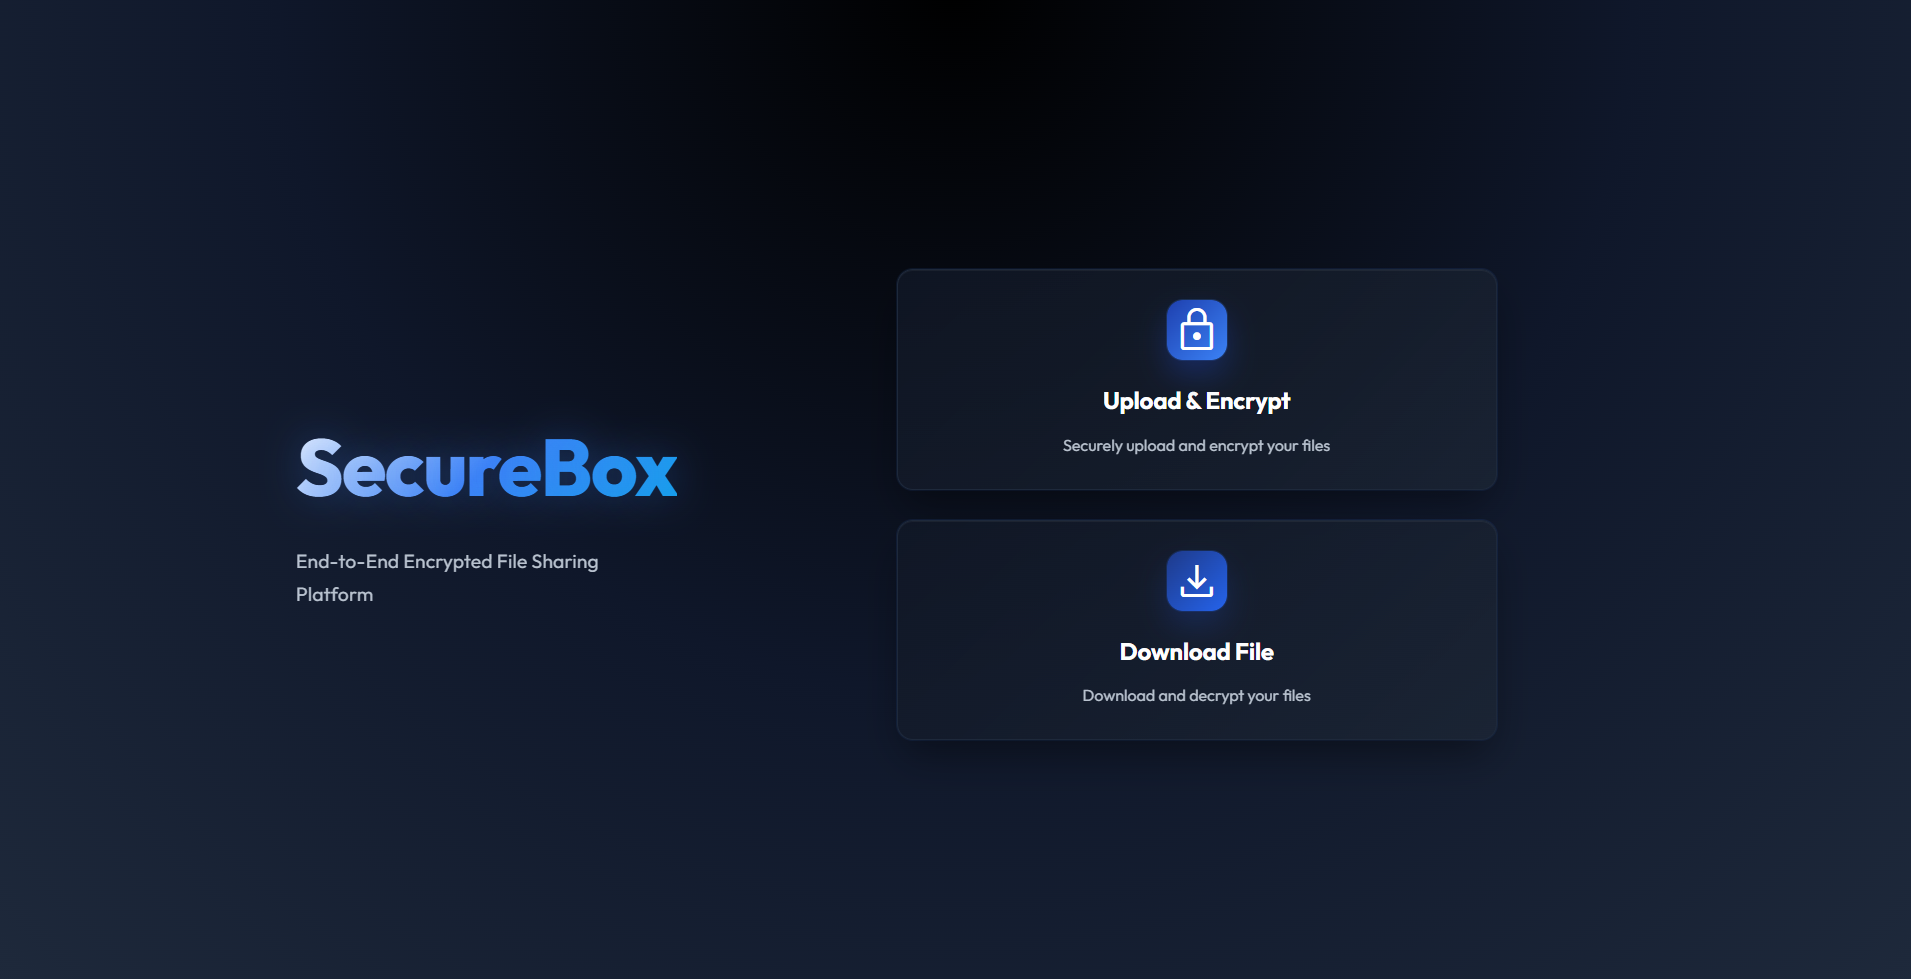 SecureBox
End-to-End Encrypted File Sharing
Platform
Upload & Encrypt
Securely upload and encrypt your files
Download File
Download and decrypt your files